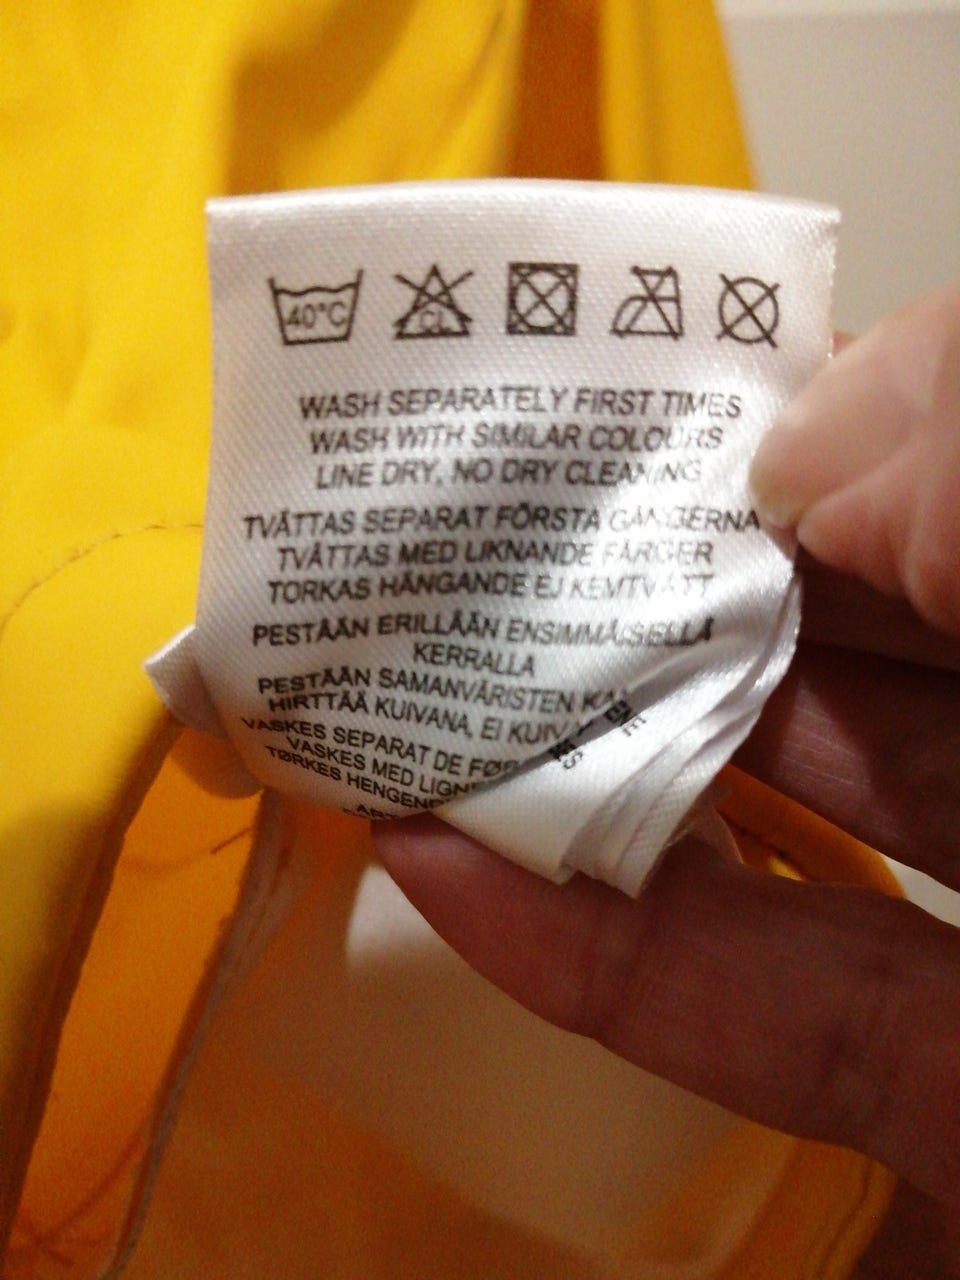 40°C
CL
WASH SEPARATELY FIRST TIMES
WASH WITH SIMILAR COLOURS
LINE DRY, NO DRY CLEANING
TVÄTTAS SEPARAT FÖRSTA GÅNGERNA
TVÄTTAS MED LIKNANDE FÄRGER
TORKAS HÄNGANDE EJ KEMTVÄTT
PESTÄÄN ERILLÄÄN ENSIMMÄISELLÄ
KERRALLA
PESTÄÄN SAMANVÄRISTEN
HIRTTÄÄ KUIVANA, EI
VASKES SEPARAT DE
VASKES MED
TØRKES